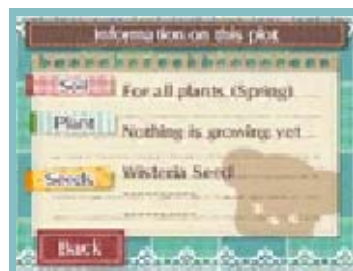 Information on this plot
Soil For all plants (Spring)
Plant Nothing is growing yet
Seeds Wisteria Seed
Back